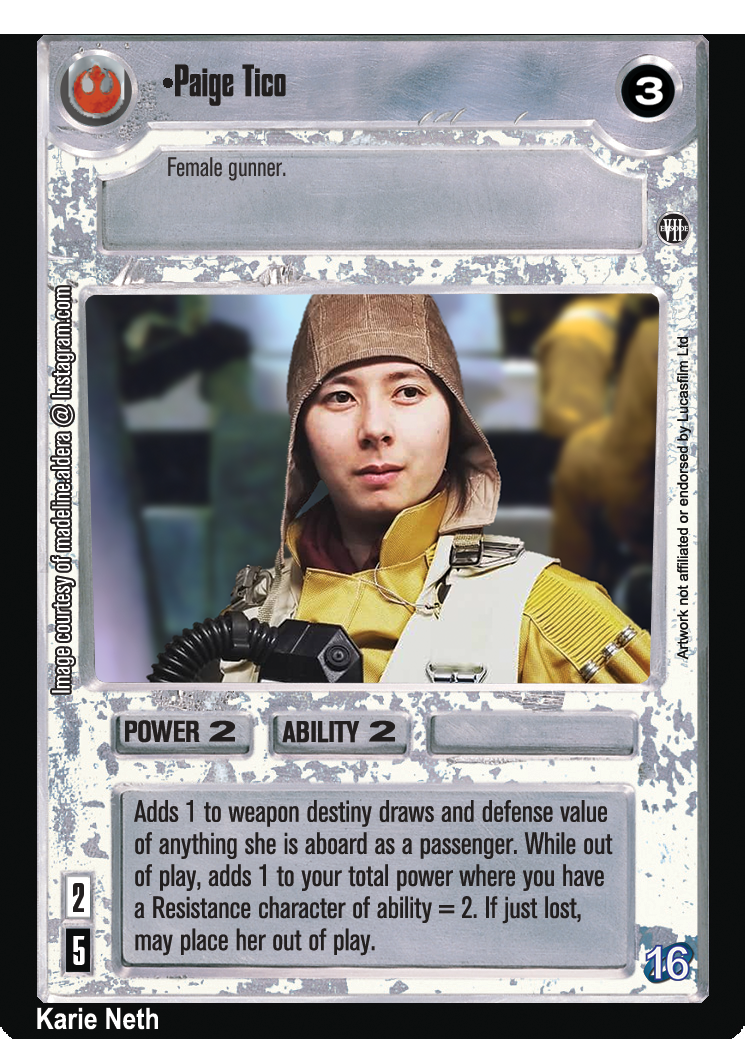 •Paige Tico
3
Female gunner.
EPISODE
VII
Image courtesy of madeline.aldera @ Instagram.com
Artwork not affiliated or endorsed by Lucasfilm Ltd
POWER 2
ABILITY 2
Adds 1 to weapon destiny draws and defense value
of anything she is aboard as a passenger. While out
of play, adds 1 to your total power where you have
a Resistance character of ability = 2. If just lost,
may place her out of play.
2
5
16
Karie Neth